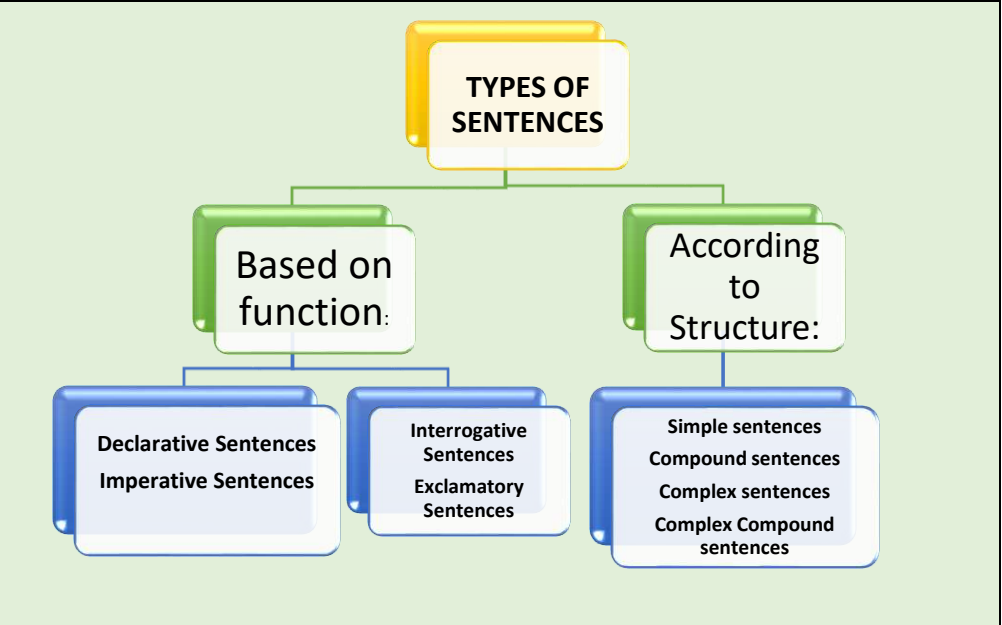 TYPES OF
SENTENCES
Based on
function:
According
to
Structure:
Declarative Sentences
Imperative Sentences
Interrogative
Sentences
Exclamatory
Sentences
Simple sentences
Compound sentences
Complex sentences
Complex Compound
sentences